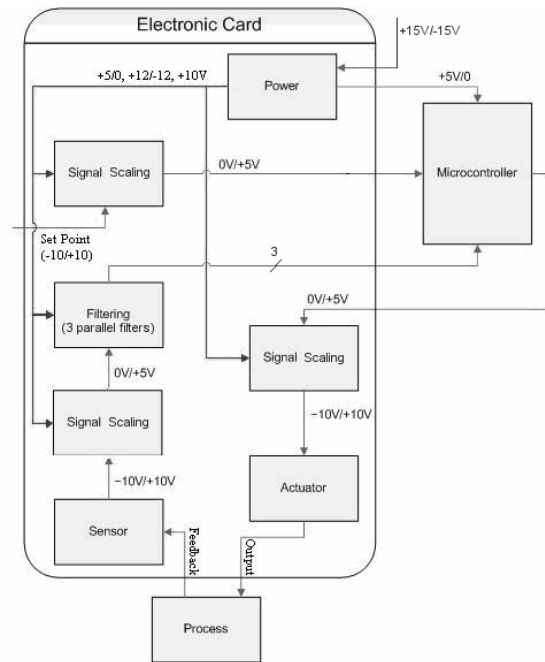 Electronic Card
+15V/-15V
+5/0, +12/-12, +10V
+5V/0
Power
Signal Scaling
0V/+5V
Microcontroller
Set Point
(-10/+10)
3
Filtering
(3 parallel filters)
0V/+5V
Signal Scaling
0V/+5V
Signal Scaling
−10V/+10V
−10V/+10V
Actuator
Sensor
Feedback
Output
Process